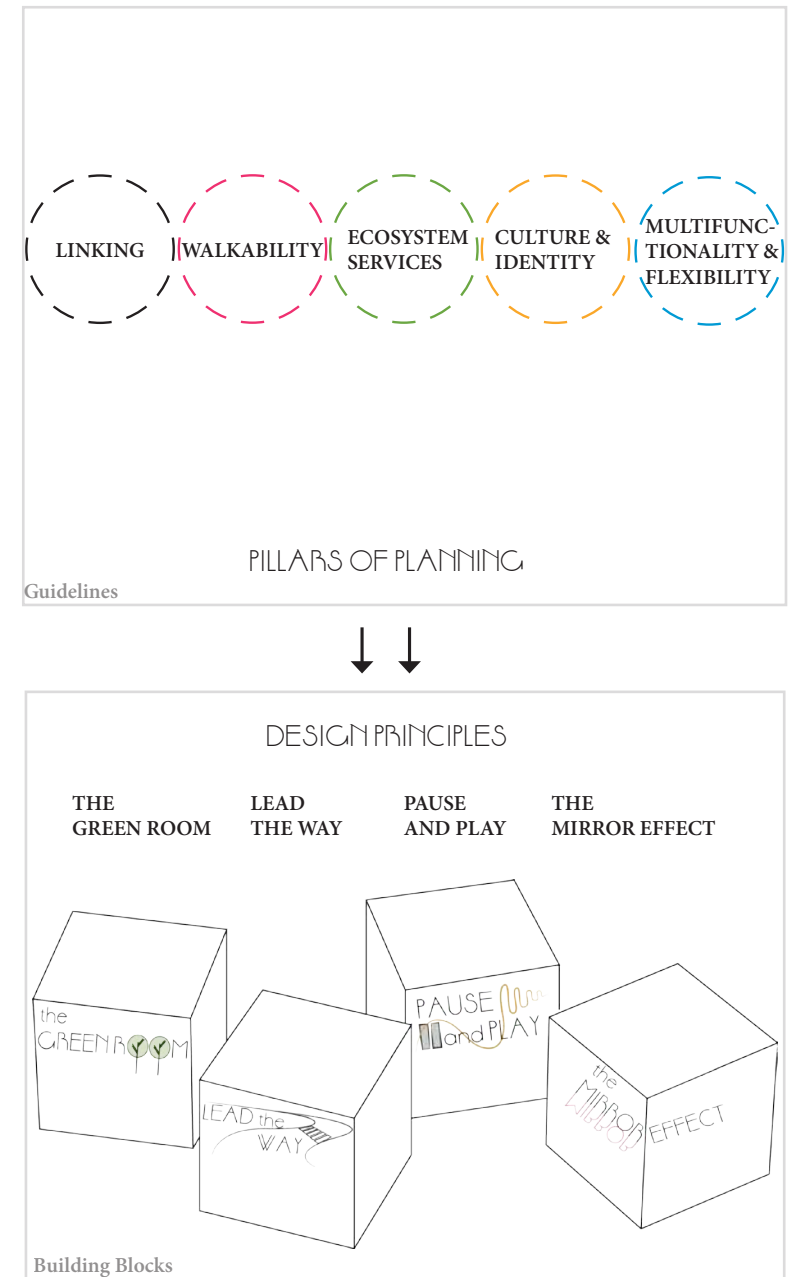 LINKING
WALKABILITY
ECOSYSTEM
SERVICES
CULTURE &
IDENTITY
MULTIFUNC-
TIONALITY &
FLEXIBILITY
PILLARS OF PLANNING
Guidelines
DESIGN PRINCIPLES
THE
GREEN ROOM
LEAD
THE WAY
PAUSE
AND PLAY
THE
MIRROR EFFECT
the
GREEN ROOM
LEAD the
WAY
PAUSE
and PLAY
the
MIRROR
MIRROR
EFFECT
Building Blocks